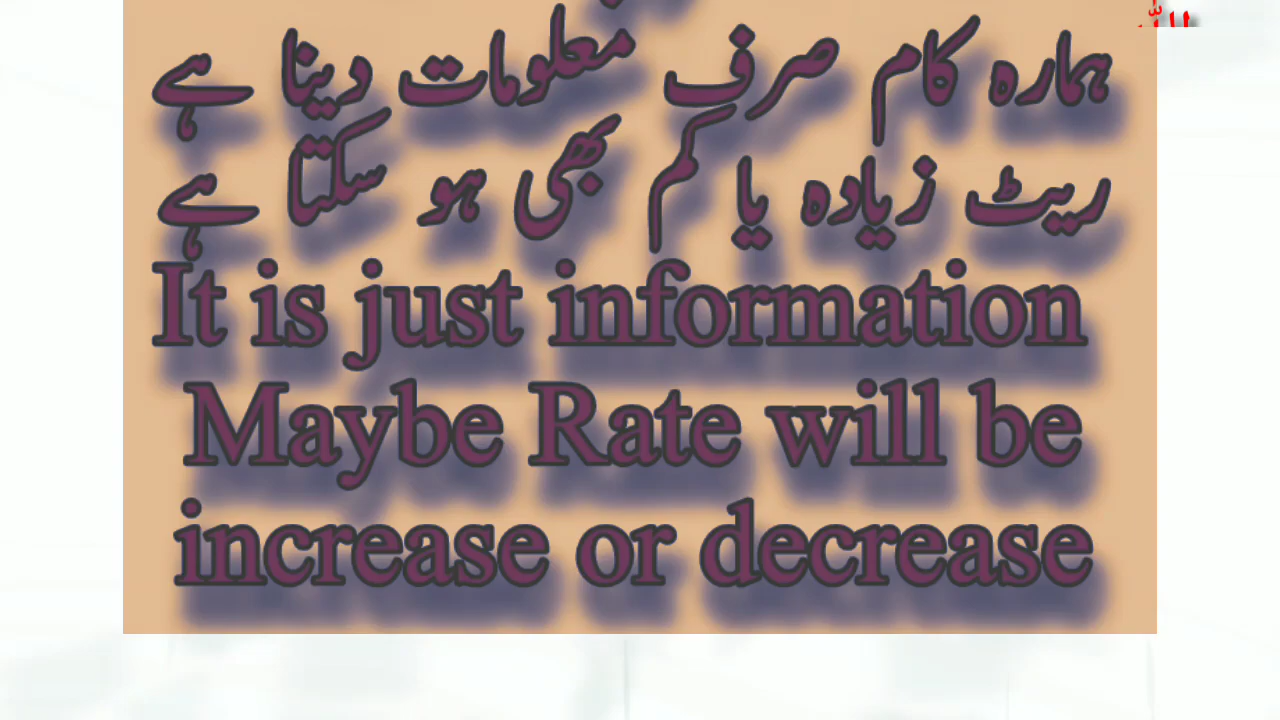 ہمارہ کام صرف معلومات دینا ہے
ریٹ زیادہ یا کم بھی ہو سکتا ہے
It is just information
Maybe Rate will be
increase or decrease